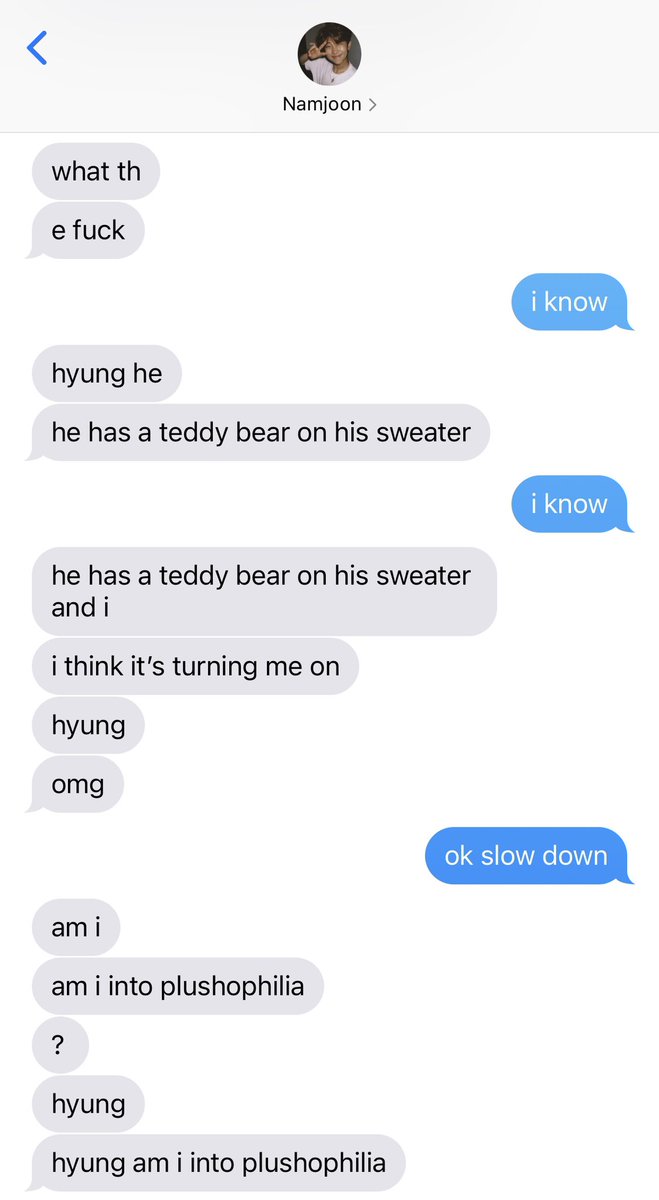 Namjoon
what th
e fuck
i know
hyung he
he has a teddy bear on his sweater
i know
he has a teddy bear on his sweater
and i
i think it’s turning me on
hyung
omg
ok slow down
am i
am i into plushophilia
?
hyung
hyung am i into plushophilia